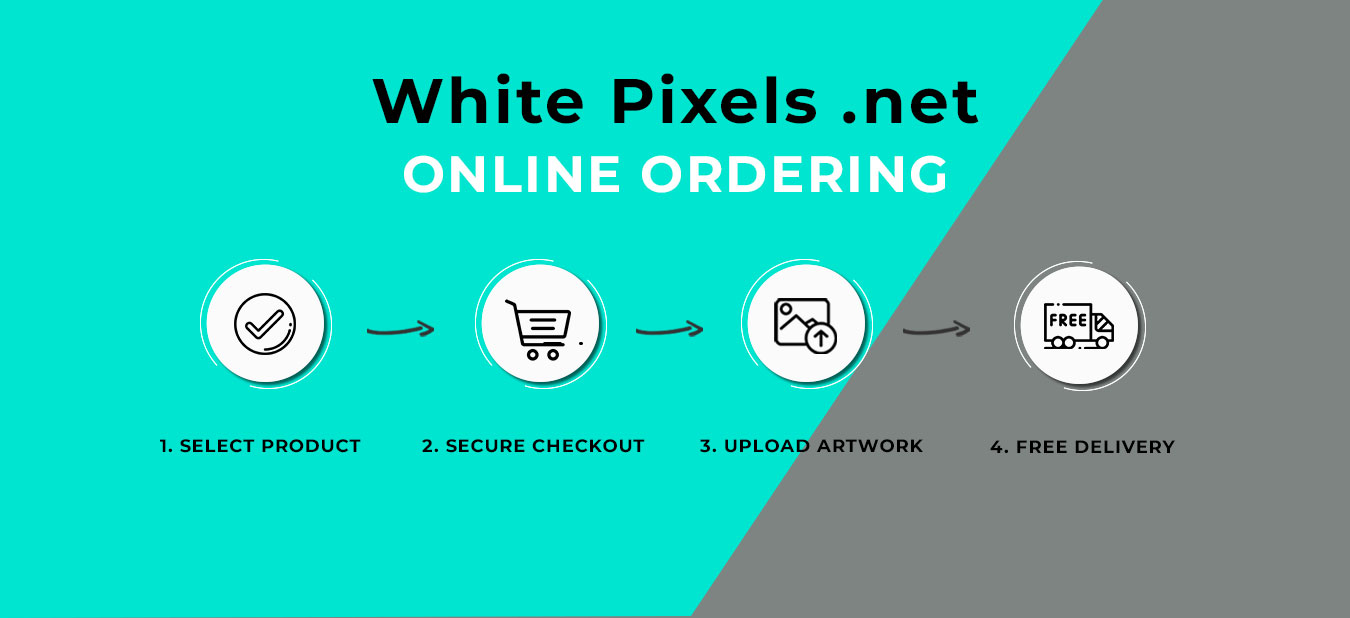 White Pixels .net
ONLINE ORDERING
FREE
1. SELECT PRODUCT
2. SECURE CHECKOUT
3. UPLOAD ARTWORK
4. FREE DELIVERY